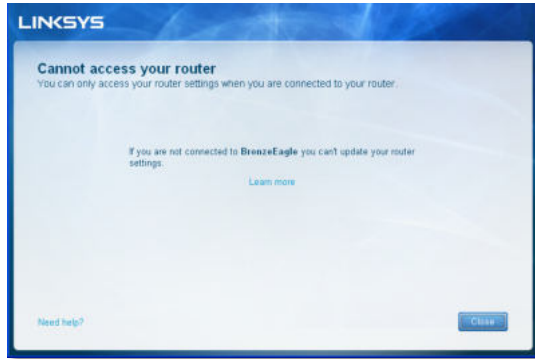 LINKSYS
Cannot access your router
You can only access your router settings when you are connected to your router.
If you are not connected to BronzeEagle you can't update your router
settings.
Learn more
Need help?
Close